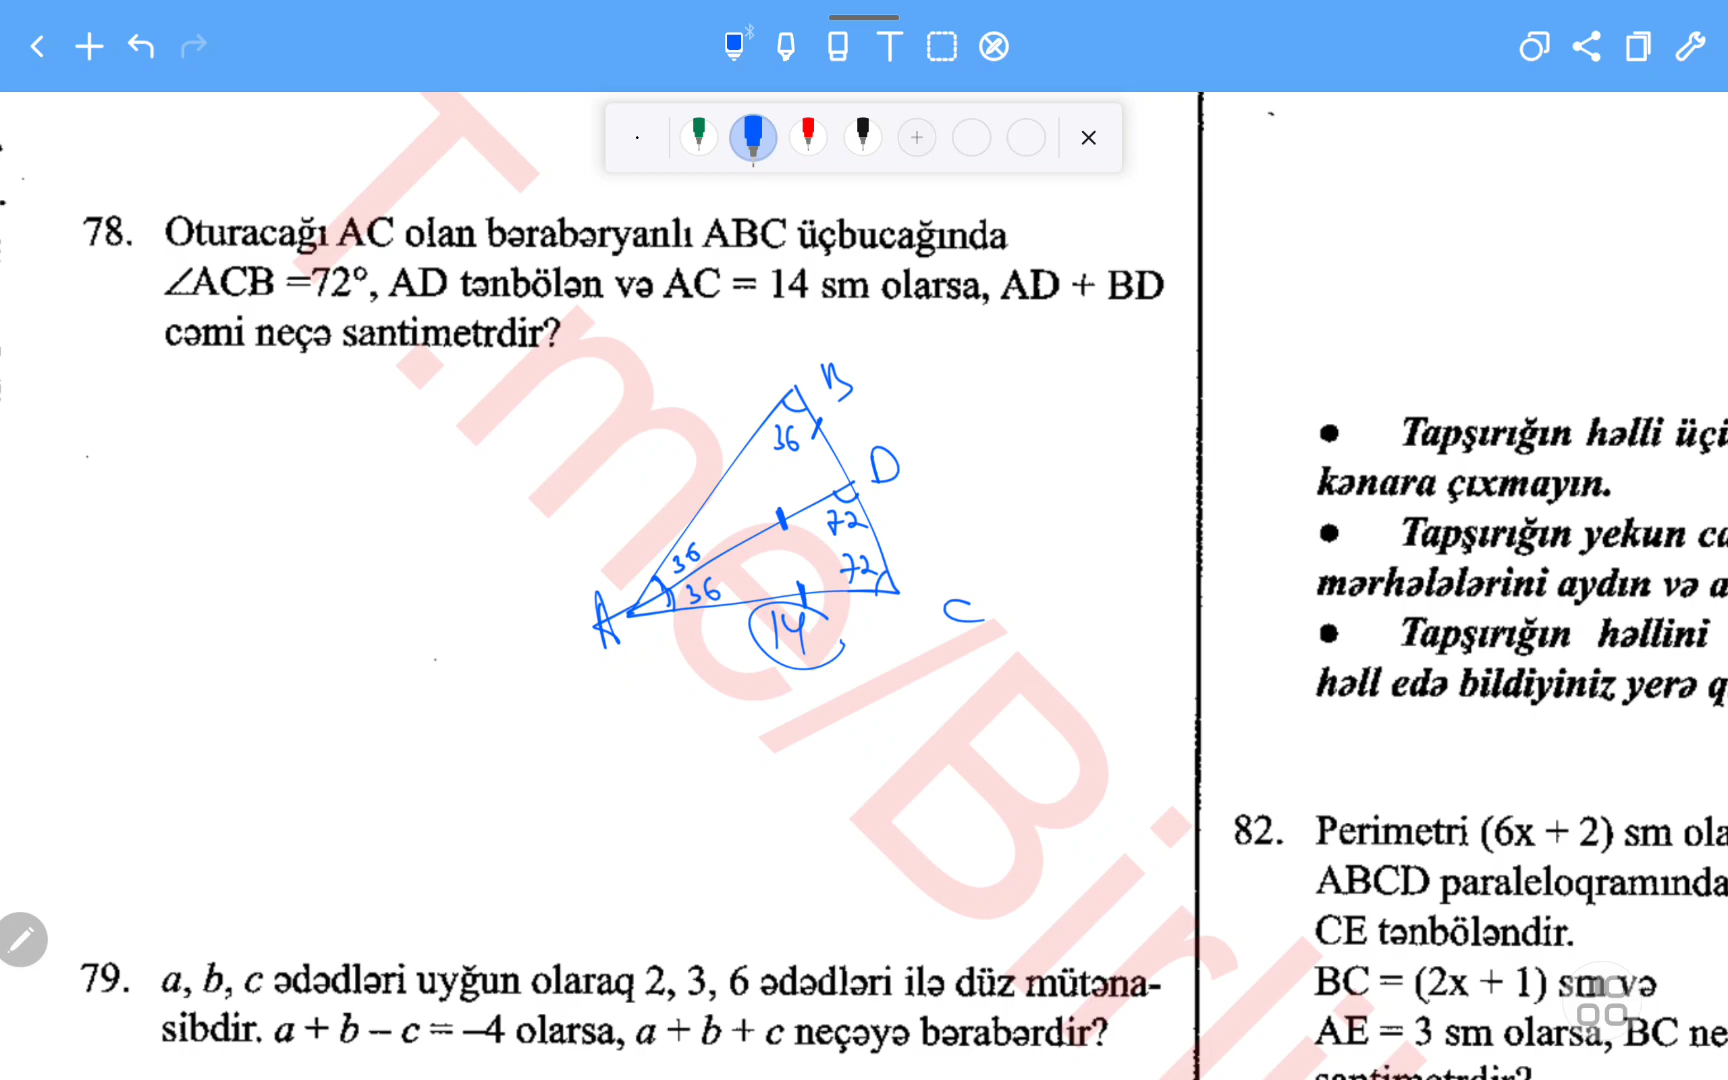 78. Oturacağı AC olan bərabəryanlı ABC üçbucağında
∠ACB =72°, AD tənbölən və AC = 14 sm olarsa, AD + BD
cəmi neçə santimetrdir?
B
36
D
72
36
72
36
A
14
C
79. a, b, c ədədləri uyğun olaraq 2, 3, 6 ədədləri ilə düz mütəna-
sibdir. a + b – c = –4 olarsa, a + b + c neçəyə bərabərdir?
• Tapşırığın həlli üçi
kənara çıxmayın.
• Tapşırığın yekun ca
mərhələlərini aydın və a
• Tapşırığın həllini
həll edə bildiyiniz yerə q
82. Perimetri (6x + 2) sm ola
ABCD paraleloqramında
CE tənböləndir.
BC = (2x + 1) sm və
AE = 3 sm olarsa, BC ne
santimetrdir?
T.me/Birli